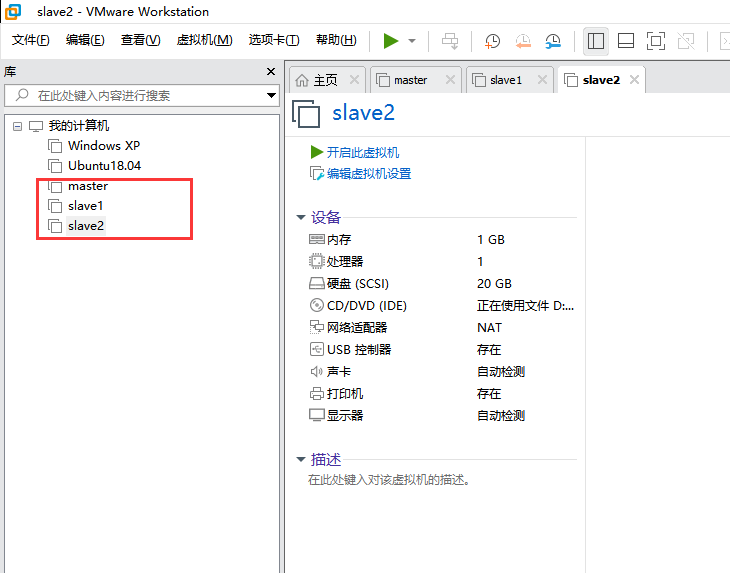 slave2 - VMware Workstation
文件(F) 编辑(E) 查看(V) 虚拟机(M) 选项卡(T) 帮助(H)
库
在此处键入内容进行搜索
我的计算机
Windows XP
Ubuntu18.04
master
slave1
slave2
主页 master slave1 slave2
slave2
开启此虚拟机
编辑虚拟机设置
设备
内存 1 GB
处理器 1
硬盘 (SCSI) 20 GB
CD/DVD (IDE) 正在使用文件 D:...
网络适配器 NAT
USB 控制器 存在
声卡 自动检测
打印机 存在
显示器 自动检测
描述
在此处键入对该虚拟机的描述。